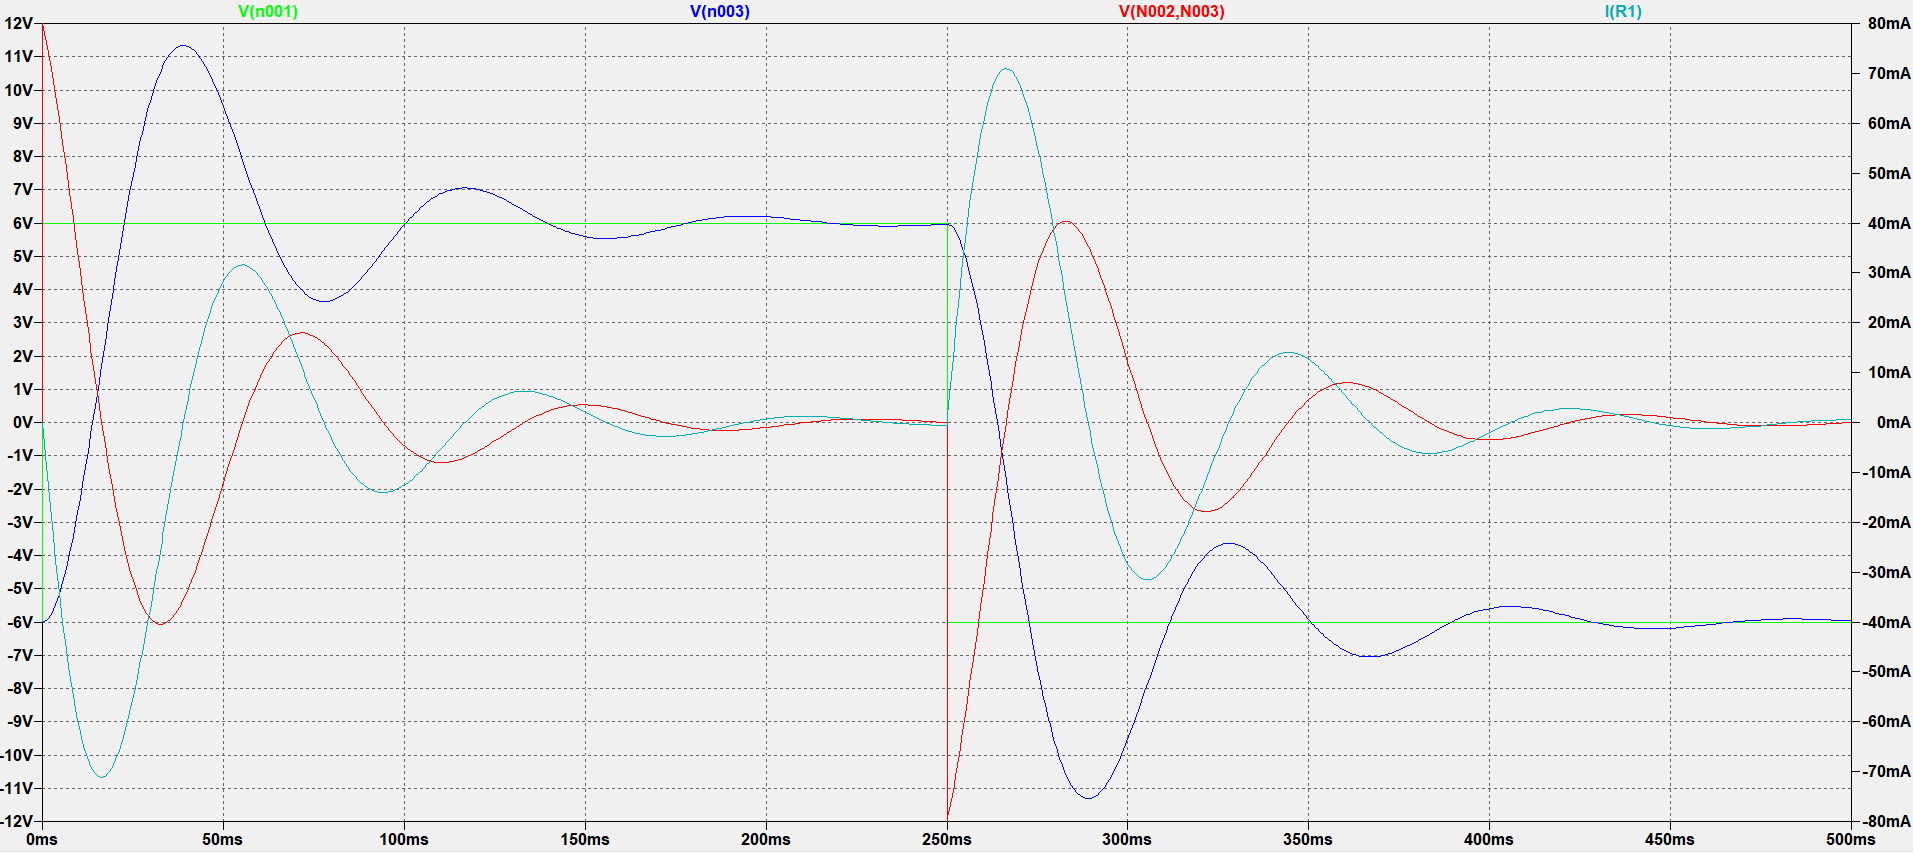 V(n001) V(n003) V(N002,N003) I(R1)
12V 80mA
11V
70mA
10V
9V 60mA
8V
50mA
7V
6V 40mA
5V
30mA
4V
3V 20mA
2V
10mA
1V
0V 0mA
-1V
-10mA
-2V
-3V -20mA
-4V
-30mA
-5V
-6V -40mA
-7V
-50mA
-8V
-9V -60mA
-10V
-70mA
-11V
-12V -80mA
0ms 50ms 100ms 150ms 200ms 250ms 300ms 350ms 400ms 450ms 500ms